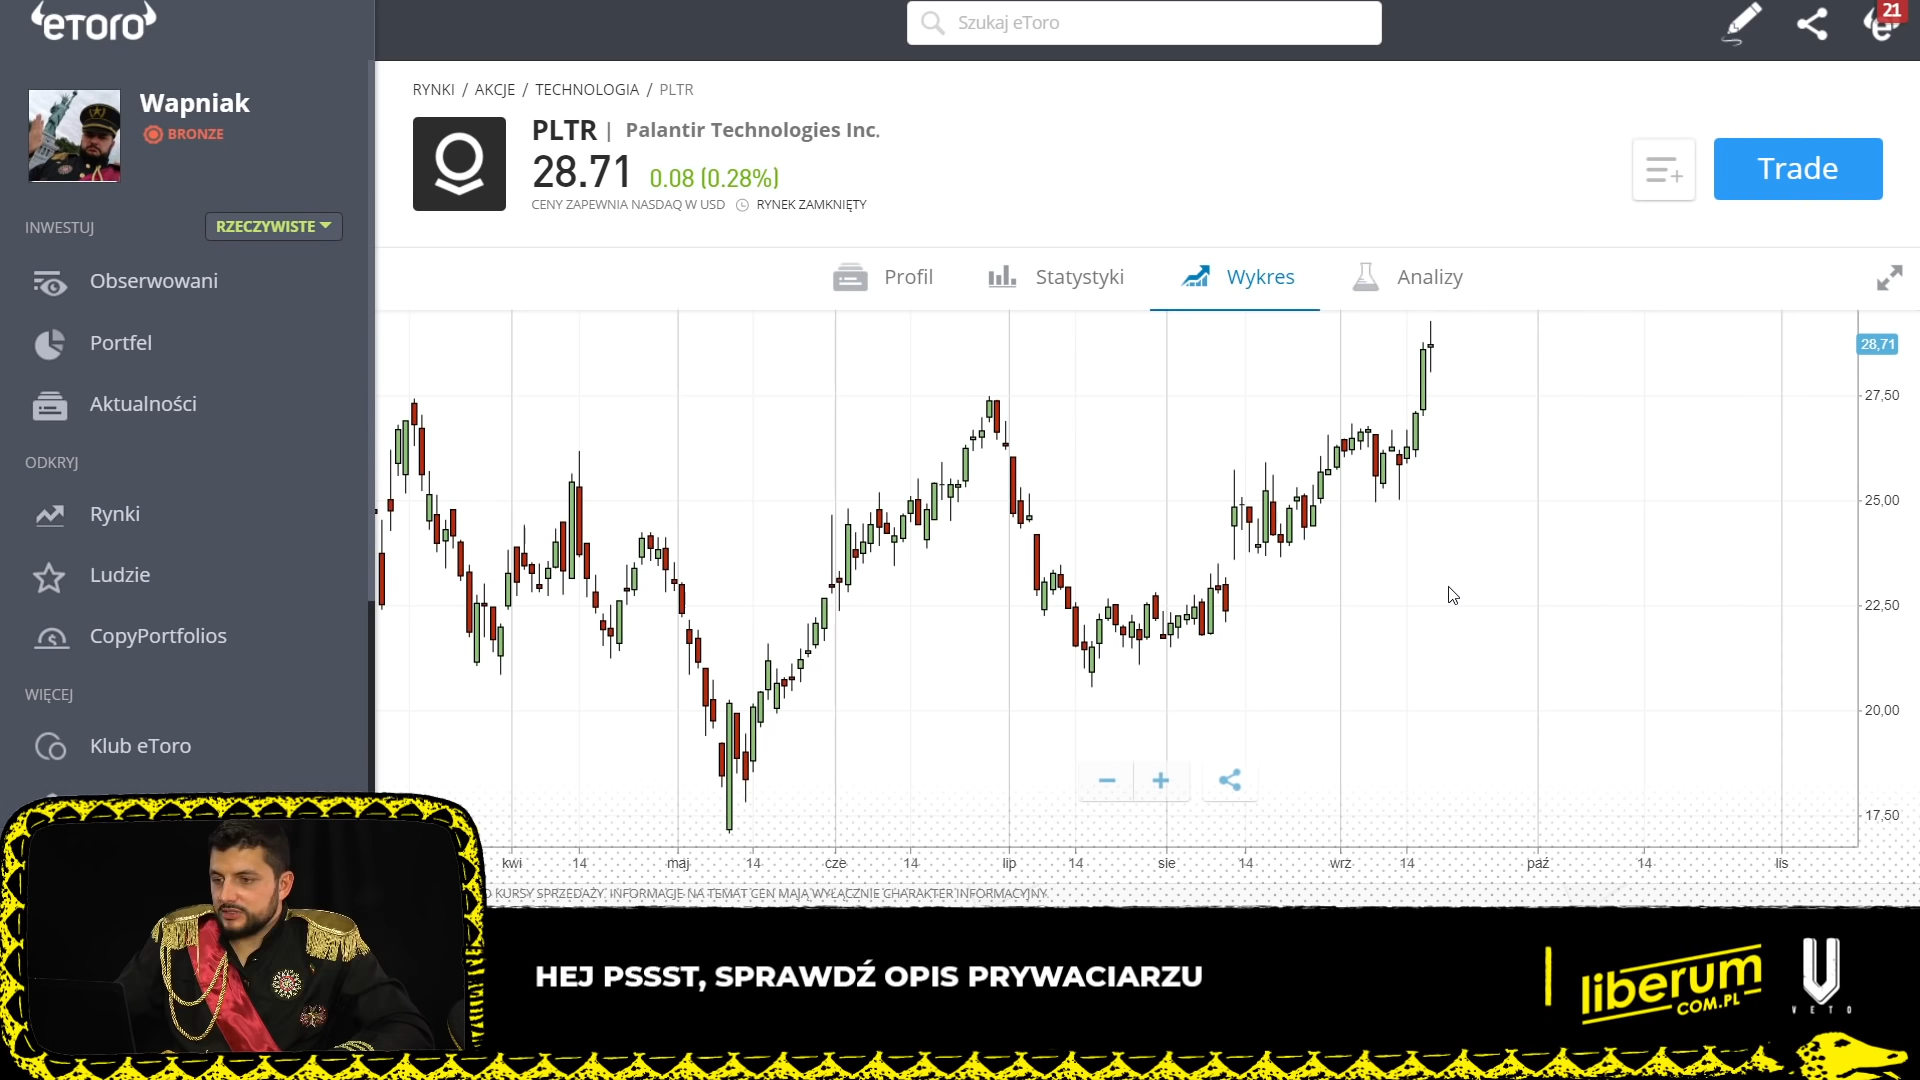 eTORO
Szukaj eToro
21
Wapniak
BRONZE
INWESTUJ
RZECZYWISTE
Obserwowani
Portfel
Aktualności
ODKRYJ
Rynki
Ludzie
CopyPortfolios
WIĘCEJ
Klub eToro
RYNKI / AKCJE / TECHNOLOGIA / PLTR
PLTR | Palantir Technologies Inc.
28.71 0.08 (0.28%)
CENY ZAPEWNIA NASDAQ W USD RYNEK ZAMKNIĘTY
Trade
Profil
Statystyki
Wykres
Analizy
28,71
27,50
25,00
22,50
20,00
17,50
kwi 14 maj 14 cze 14 lip 14 sie 14 wrz 14 paź 14 lis
KURSY SPRZEDAŻY. INFORMACJE NA TEMAT CEN MAJĄ WYŁĄCZNIE CHARAKTER INFORMACYJNY.
HEJ PSSST, SPRAWDŹ OPIS PRYWACIARZU
liberum
COM.PL
VETO